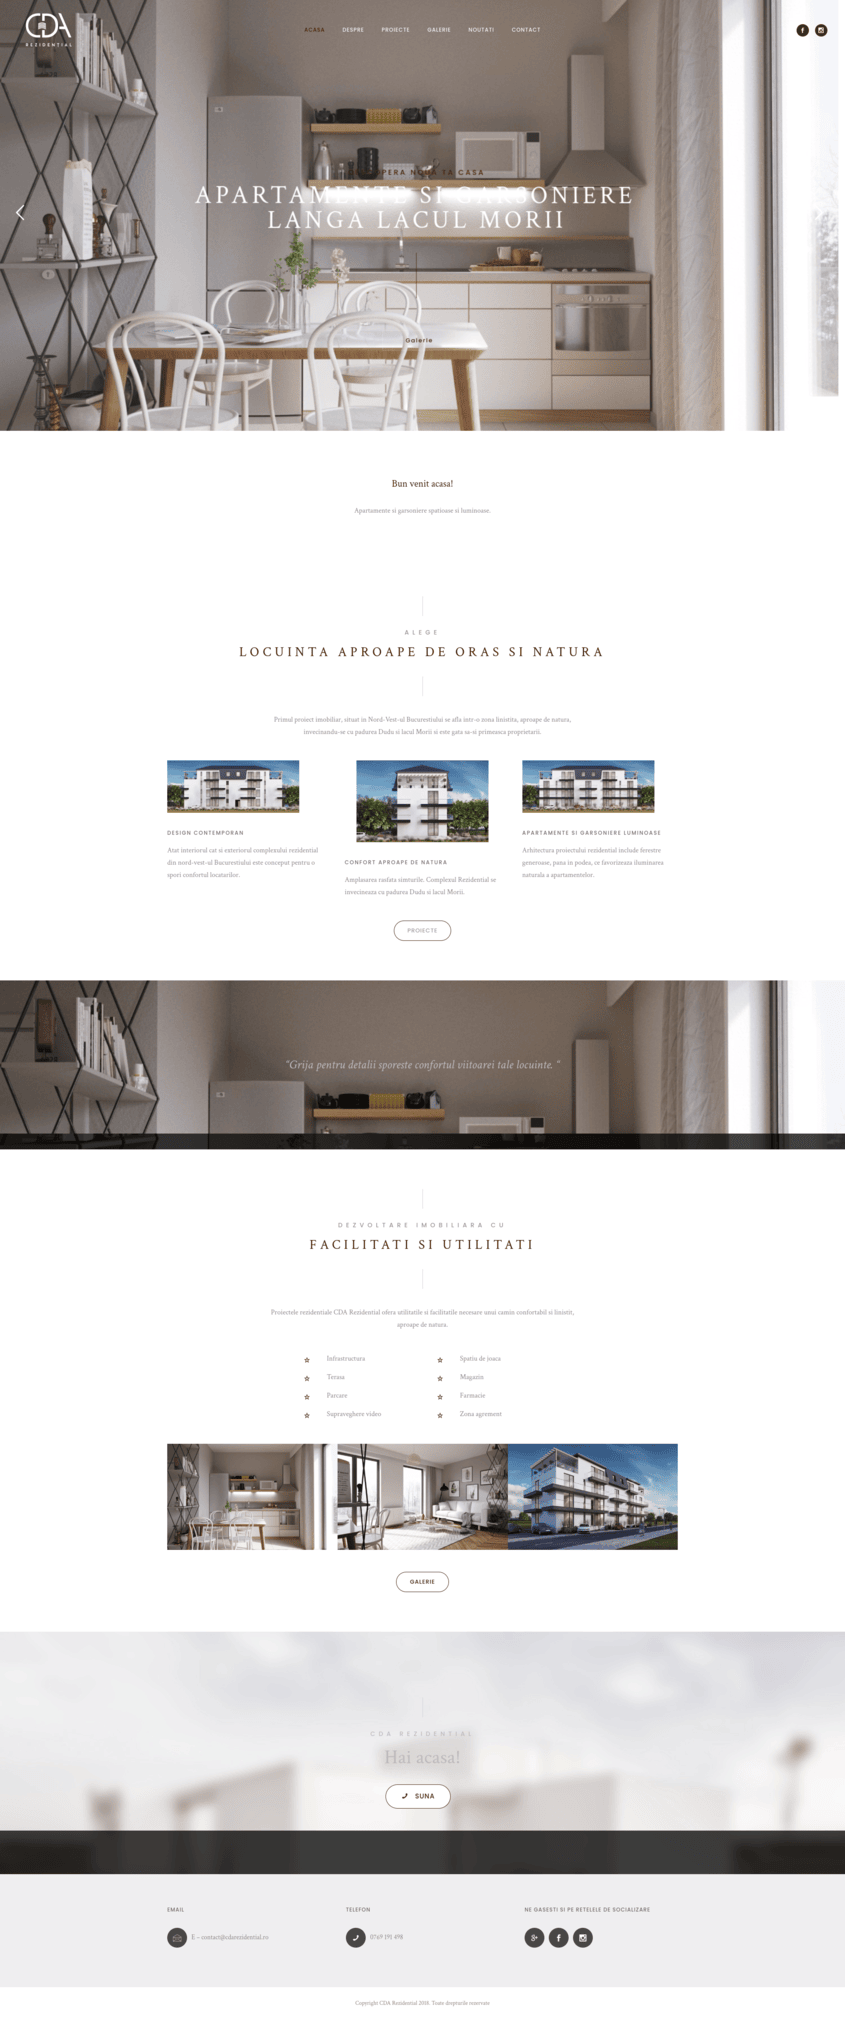 CDA
REZIDENTIAL
ACASA DESPRE PROIECTE GALERIE NOUTATI CONTACT
APARTAMENTE SI GARSONIERE
LANGA LACUL MORII
Galerie
Bun venit acasa!
Apartamente si garsoniere spatioase si luminoase.
ALEGE
LOCUINTA APROAPE DE ORAS SI NATURA
Primul proiect imobiliar, situat in Nord-Vest-ul Bucurestiului se afla intr-o zona linistita, aproape de natura,
invecinandu-se cu padurea Dudu si lacul Morii si este gata sa-si primeasca proprietarii.
DESIGN CONTEMPORAN
Atat interiorul cat si exteriorul complexului rezidential
din nord-vest-ul Bucurestiului este conceput pentru o
spori confortul locatarilor.
CONFORT APROAPE DE NATURA
Amplasarea rasfata simturile. Complexul Rezidential se
invecineaza cu padurea Dudu si lacul Morii.
APARTAMENTE SI GARSONIERE LUMINOASE
Arhitectura proiectului rezidential include ferestre
generoase, pana in podea, ce favorizeaza iluminarea
naturala a apartamentelor.
PROIECTE
"Grija pentru detalii sporeste confortul viitoarei tale locuinte. "
DEZVOLTARE IMOBILIARA CU
FACILITATI SI UTILITATI
Proiectele rezidentiale CDA Rezidential ofera utilitatile si facilitatile necesare unui camin confortabil si linistit,
aproape de natura.
Infrastructura
Terasa
Parcare
Supraveghere video
Spatiu de joaca
Magazin
Farmacie
Zona agrement
GALERIE
CDA REZIDENTIAL
Hai acasa!
SUNA
EMAIL
E – contact@cdarezidential.ro
TELEFON
0769 191 498
NE GASESTI SI PE RETELELE DE SOCIALIZARE
Copyright CDA Rezidential 2018. Toate drepturile rezervate